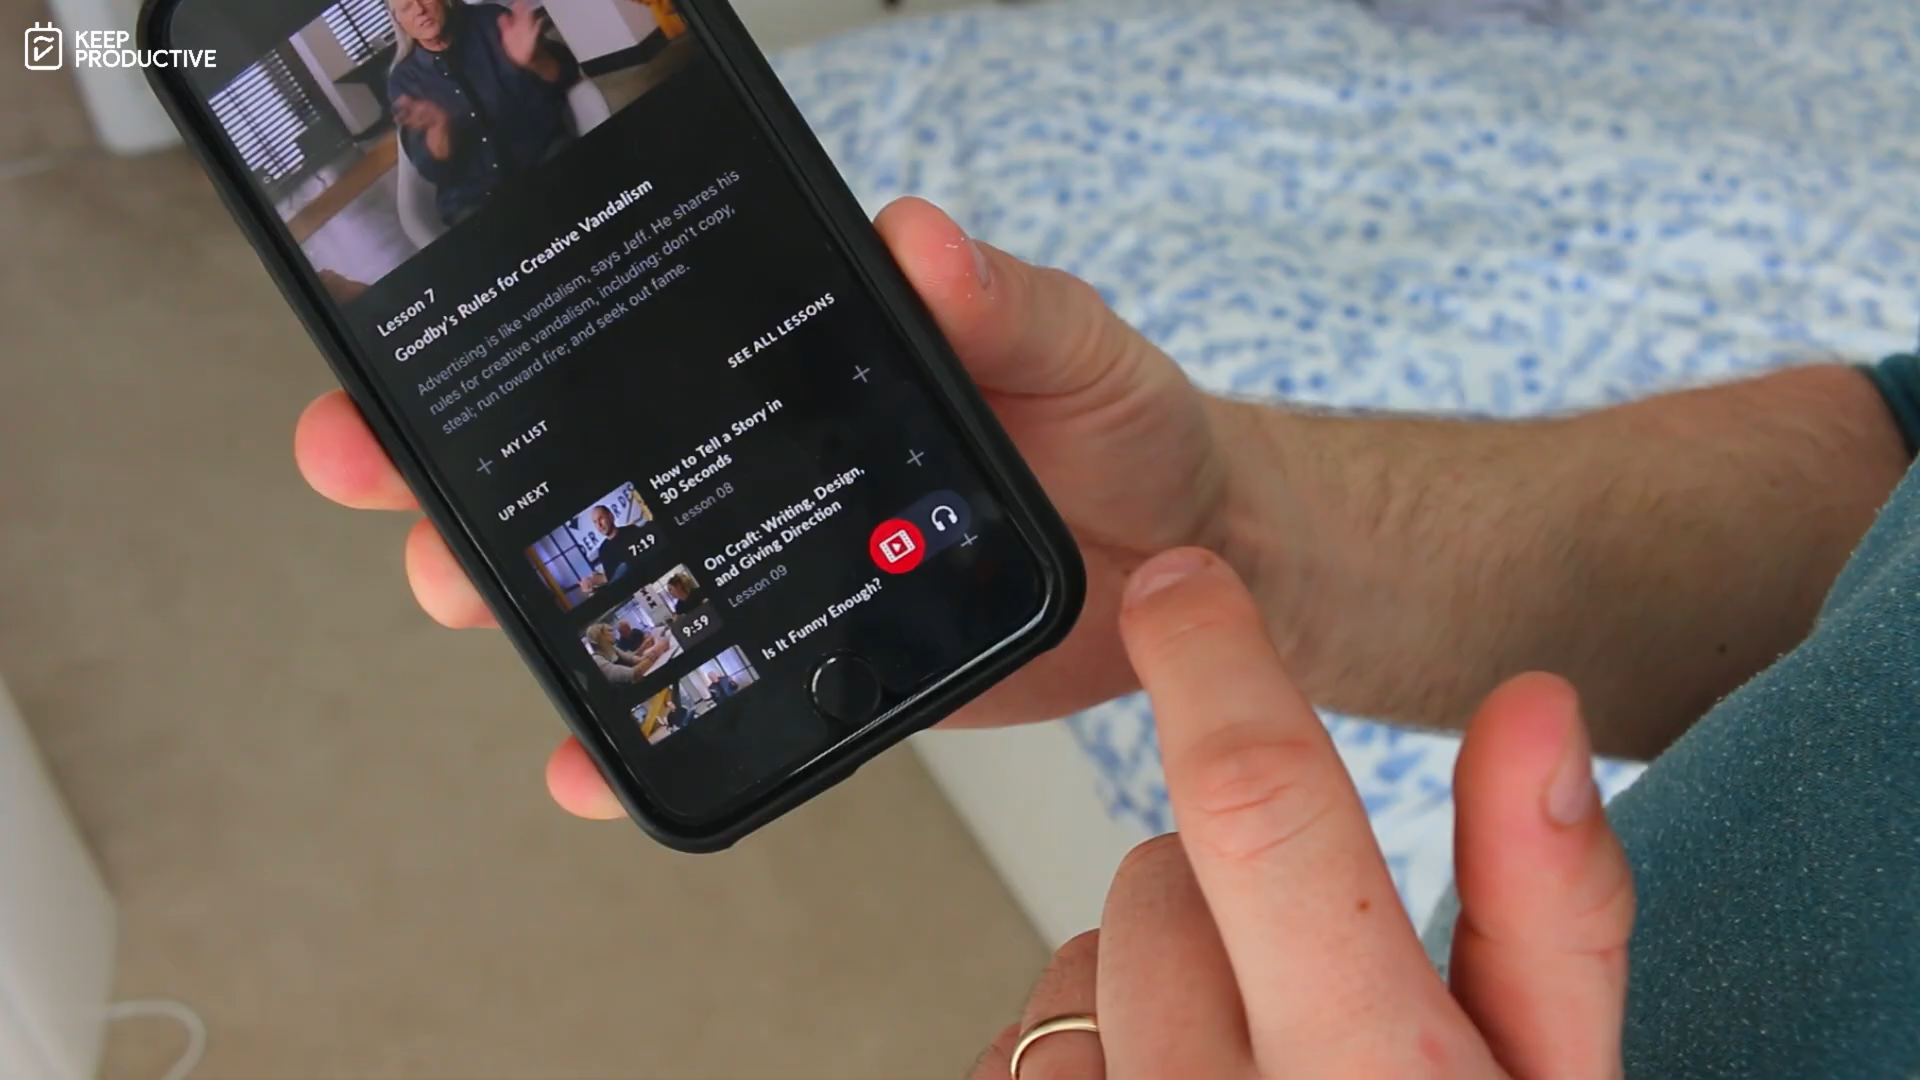 KEEP
PRODUCTIVE
Lesson 7
Goodby's Rules for Creative Vandalism
Advertising is like vandalism, says Jeff. He shares his
rules for creative vandalism, including: don't copy,
steal; run toward fire; and seek out fame.
MY LIST
SEE ALL LESSONS
UP NEXT
How to Tell a Story in
30 Seconds
Lesson 08
7:19
On Craft: Writing, Design,
and Giving Direction
Lesson 09
9:59
Is It Funny Enough?